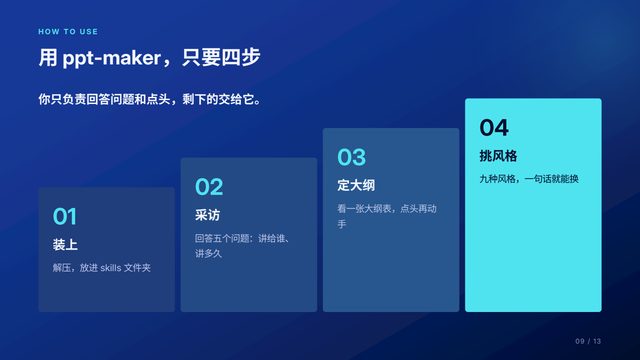 HOW TO USE
用 ppt-maker，只要四步
你只负责回答问题和点头，剩下的交给它。
01
装上
解压，放进 skills 文件夹
02
采访
回答五个问题：讲给谁、
讲多久
03
定大纲
看一张大纲表，点头再动
手
04
挑风格
九种风格，一句话就能换
09 / 13